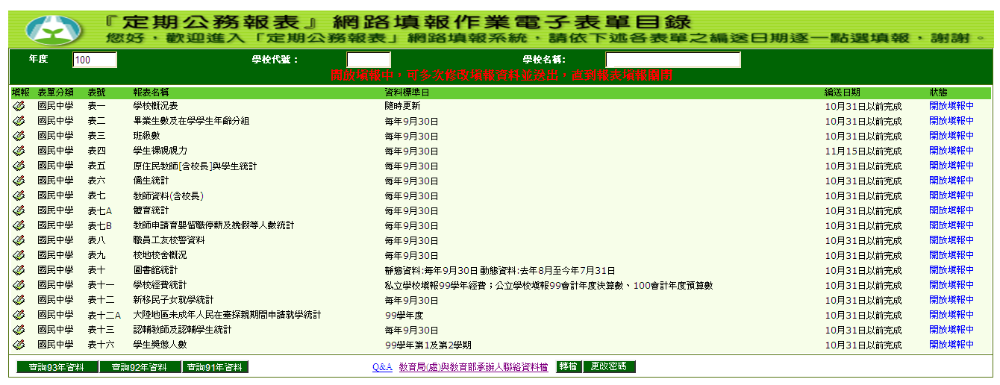 『定期公務報表』網路填報作業電子表單目錄
您好，歡迎進入「定期公務報表」網路填報系統，請依下述各表單之編送日期逐一點選填報，謝謝。
年度 100 學校代號： 學校名稱:
開放填報中，可多次修改填報資料並送出，直到報表填報關閉
填報 表單分類 表號 報表名稱 資料標準日 編送日期 狀態
國民中學 表一 學校概況表 隨時更新 10月31日以前完成 開放填報中
國民中學 表二 畢業生數及在學學生年齡分組 每年9月30日 10月31日以前完成 開放填報中
國民中學 表三 班級數 每年9月30日 10月31日以前完成 開放填報中
國民中學 表四 學生裸視視力 每年9月30日 11月15日以前完成 開放填報中
國民中學 表五 原住民教師[含校長]與學生統計 每年9月30日 10月31日以前完成 開放填報中
國民中學 表六 僑生統計 每年9月30日 10月31日以前完成 開放填報中
國民中學 表七 教師資料(含校長) 每年9月30日 10月31日以前完成 開放填報中
國民中學 表七A 體育統計 每年9月30日 10月31日以前完成 開放填報中
國民中學 表七B 教師申請育嬰留職停薪及娩假等人數統計 每年9月30日 10月31日以前完成 開放填報中
國民中學 表八 職員工友校警資料 每年9月30日 10月31日以前完成 開放填報中
國民中學 表九 校地校舍概況 每年9月30日 10月31日以前完成 開放填報中
國民中學 表十 圖書館統計 靜態資料:每年9月30日 動態資料:去年8月至今年7月31日 10月31日以前完成 開放填報中
國民中學 表十一 學校經費統計 私立學校填報99學年經費；公立學校填報99會計年度決算數、100會計年度預算數 10月31日以前完成 開放填報中
國民中學 表十二 新移民子女就學統計 每年9月30日 10月31日以前完成 開放填報中
國民中學 表十二A 大陸地區未成年人民在臺探親期間申請就學統計 99學年度 10月31日以前完成 開放填報中
國民中學 表十三 認輔教師及認輔學生統計 每年9月30日 10月31日以前完成 開放填報中
國民中學 表十六 學生獎懲人數 99學年第1及第2學期 10月31日以前完成 開放填報中
查詢93年資料 查詢92年資料 查詢91年資料 Q&A 教育局(處)與教育部承辦人聯絡資料檔 轉檔 更改密碼